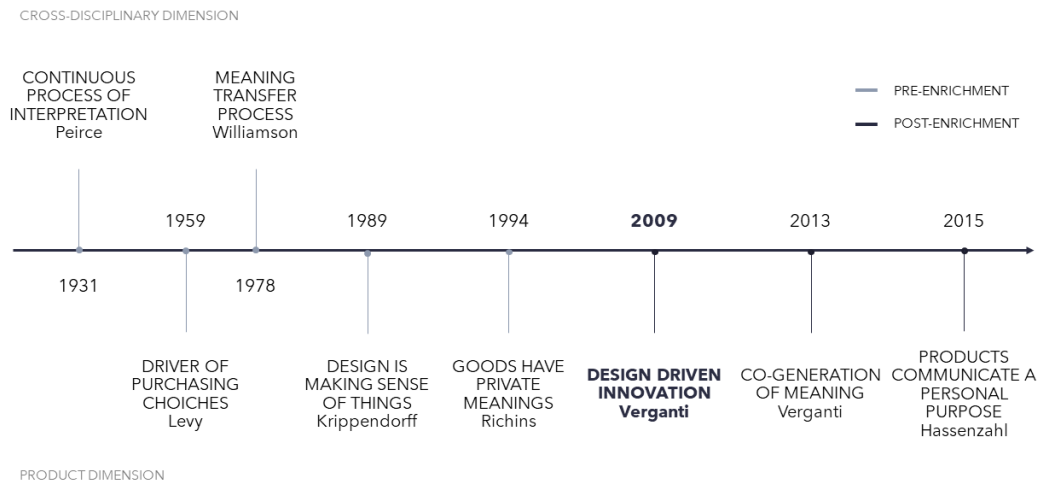 CROSS-DISCIPLINARY DIMENSION
CONTINUOUS
PROCESS OF
INTERPRETATION
Peirce
MEANING
TRANSFER
PROCESS
Williamson
PRE-ENRICHMENT
POST-ENRICHMENT
1959
1989
1994
2009
2013
2015
1931
1978
DRIVER OF
PURCHASING
CHOICHES
Levy
DESIGN IS
MAKING SENSE
OF THINGS
Krippendorff
GOODS HAVE
PRIVATE
MEANINGS
Richins
DESIGN DRIVEN
INNOVATION
Verganti
CO-GENERATION
OF MEANING
Verganti
PRODUCTS
COMMUNICATE A
PERSONAL
PURPOSE
Hassenzahl
PRODUCT DIMENSION